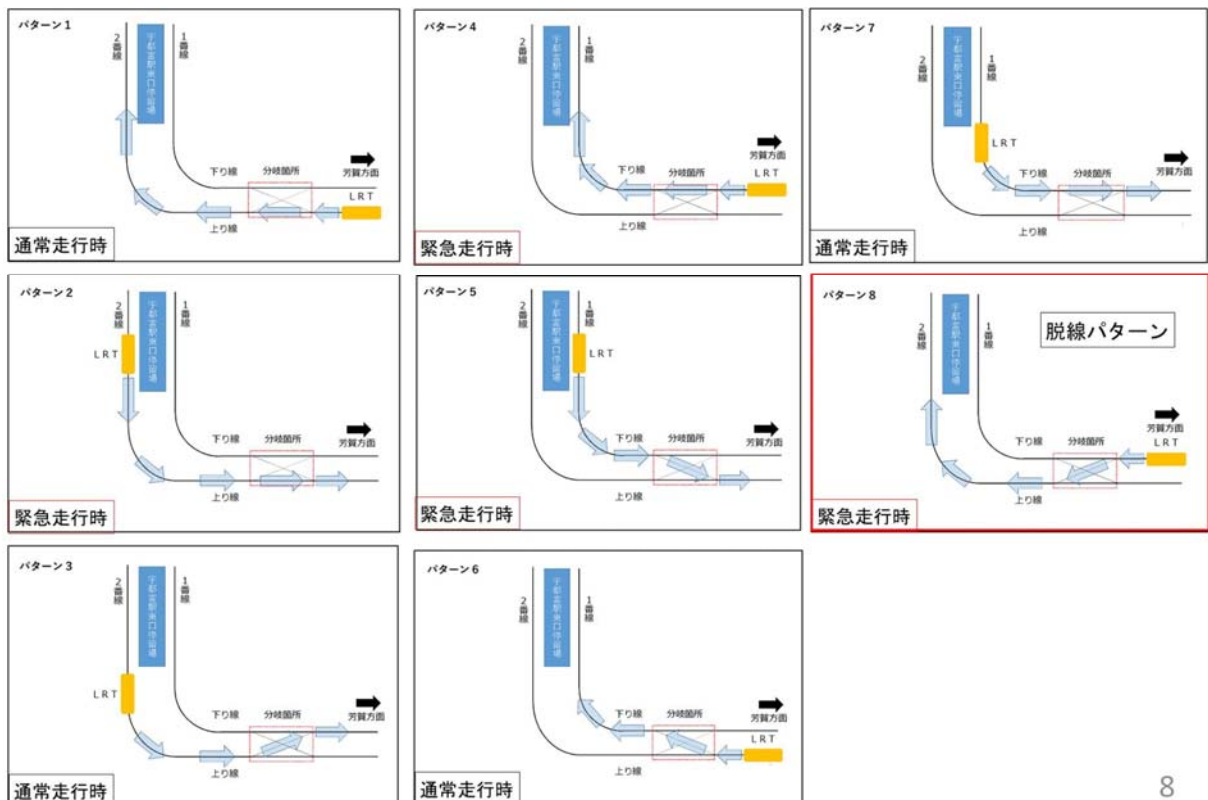 パターン1
2番線
宇都宮駅東口停留場
1番線
芳賀方面
下り線
分岐箇所
LRT
上り線
通常走行時
パターン4
2番線
宇都宮駅東口停留場
1番線
芳賀方面
下り線
分岐箇所
LRT
上り線
緊急走行時
パターン7
2番線
宇都宮駅東口停留場
1番線
LRT
芳賀方面
下り線
分岐箇所
上り線
通常走行時
パターン2
2番線
宇都宮駅東口停留場
1番線
LRT
芳賀方面
下り線
分岐箇所
上り線
緊急走行時
パターン5
2番線
宇都宮駅東口停留場
1番線
LRT
芳賀方面
下り線
分岐箇所
上り線
緊急走行時
パターン8
脱線パターン
2番線
宇都宮駅東口停留場
1番線
芳賀方面
下り線
分岐箇所
LRT
上り線
緊急走行時
パターン3
2番線
宇都宮駅東口停留場
1番線
LRT
芳賀方面
下り線
分岐箇所
上り線
通常走行時
パターン6
2番線
宇都宮駅東口停留場
1番線
芳賀方面
下り線
分岐箇所
LRT
上り線
通常走行時
8